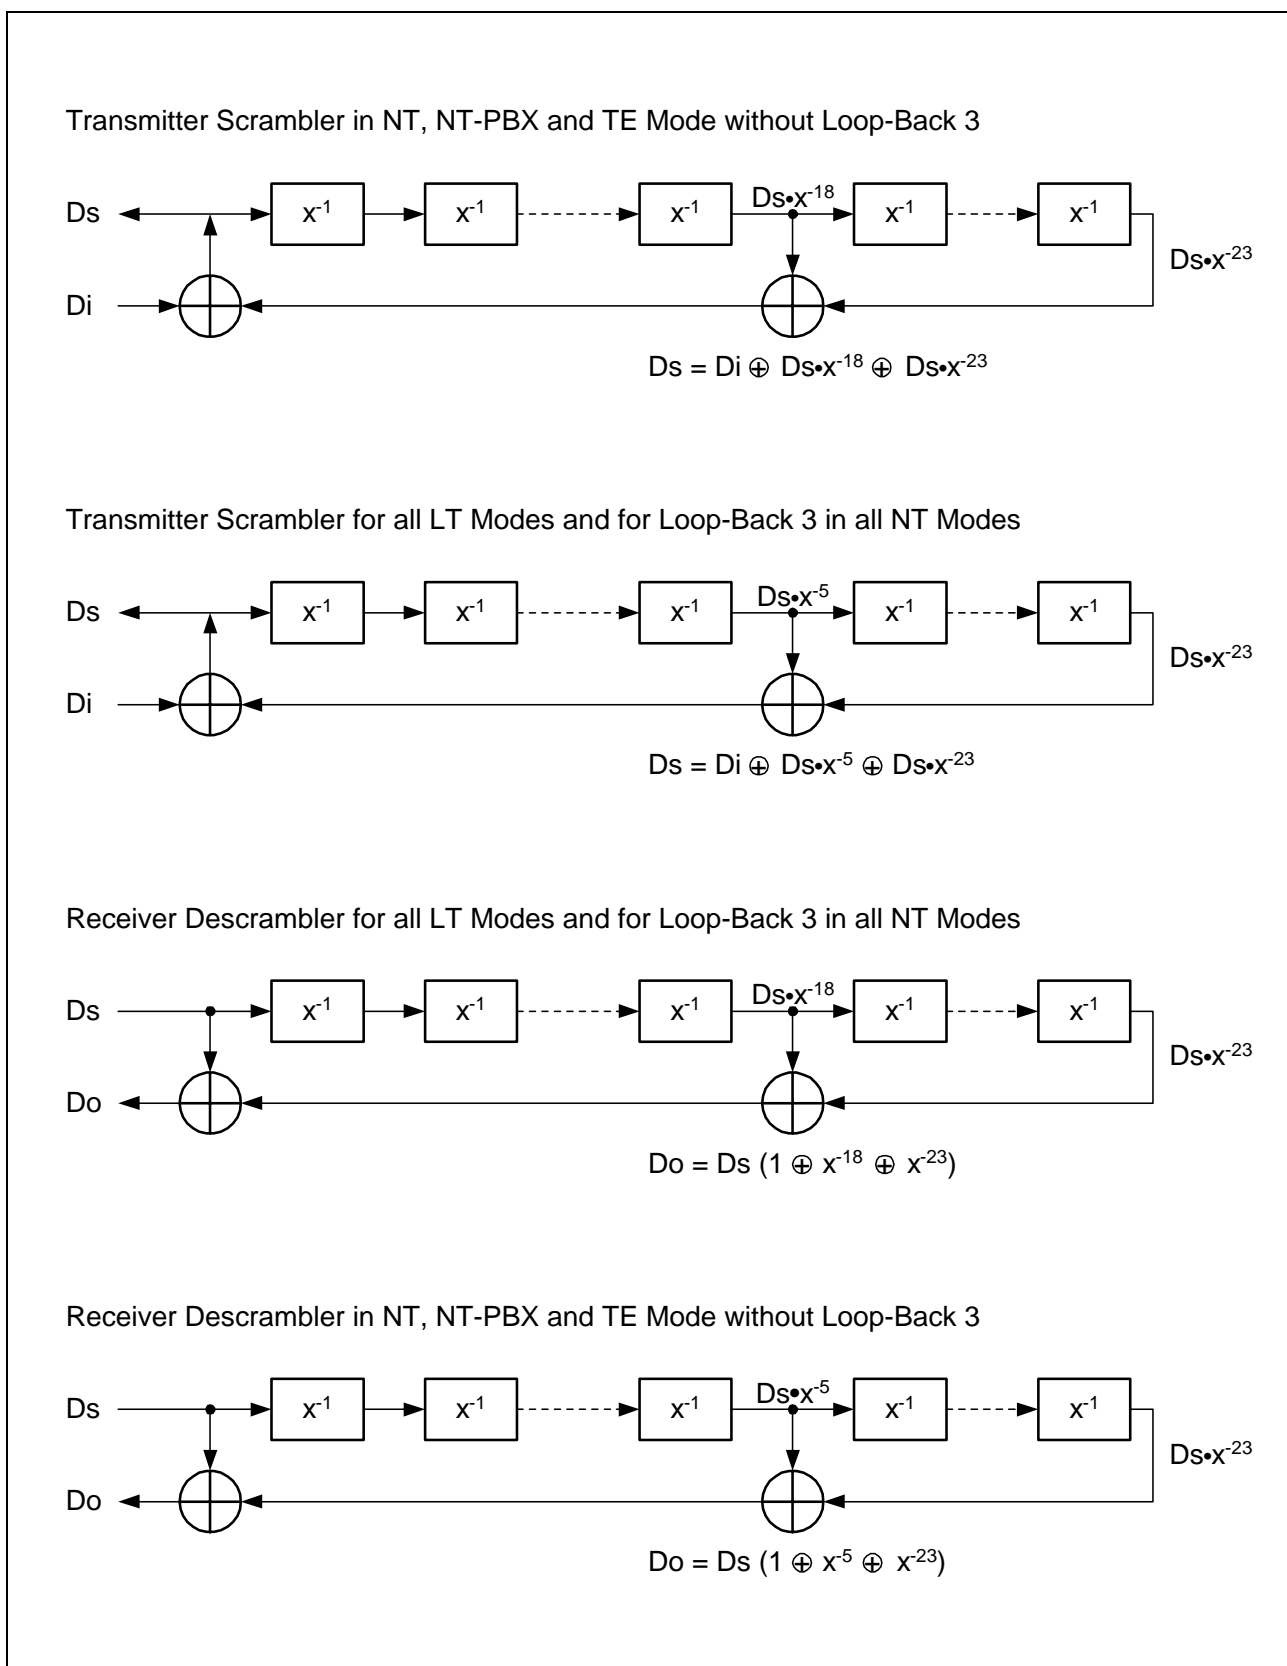 Transmitter Scrambler in NT, NT-PBX and TE Mode without Loop-Back 3
Ds x⁻¹ x⁻¹ x⁻¹ Ds•x⁻¹⁸ x⁻¹ x⁻¹
Ds•x⁻²³
Di
Ds = Di ⊕ Ds•x⁻¹⁸ ⊕ Ds•x⁻²³
Transmitter Scrambler for all LT Modes and for Loop-Back 3 in all NT Modes
Ds x⁻¹ x⁻¹ x⁻¹ Ds•x⁻⁵ x⁻¹ x⁻¹
Ds•x⁻²³
Di
Ds = Di ⊕ Ds•x⁻⁵ ⊕ Ds•x⁻²³
Receiver Descrambler for all LT Modes and for Loop-Back 3 in all NT Modes
Ds x⁻¹ x⁻¹ x⁻¹ Ds•x⁻¹⁸ x⁻¹ x⁻¹
Ds•x⁻²³
Do
Do = Ds (1 ⊕ x⁻¹⁸ ⊕ x⁻²³)
Receiver Descrambler in NT, NT-PBX and TE Mode without Loop-Back 3
Ds x⁻¹ x⁻¹ x⁻¹ Ds•x⁻⁵ x⁻¹ x⁻¹
Ds•x⁻²³
Do
Do = Ds (1 ⊕ x⁻⁵ ⊕ x⁻²³)